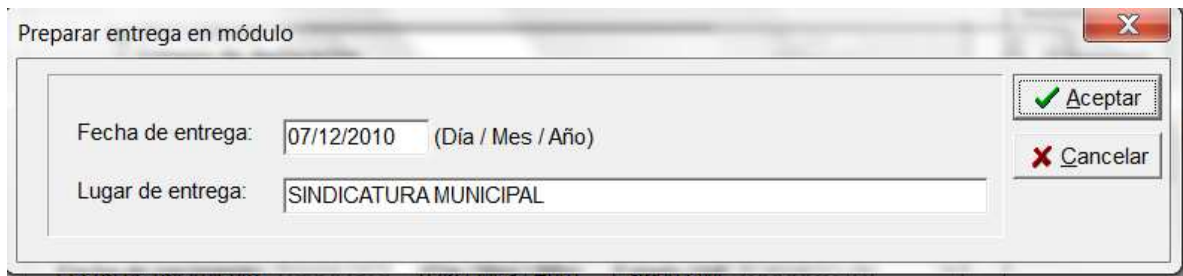 Preparar entrega en módulo
Fecha de entrega: 07/12/2010 (Día / Mes / Año)
Lugar de entrega: SINDICATURA MUNICIPAL
Aceptar
Cancelar